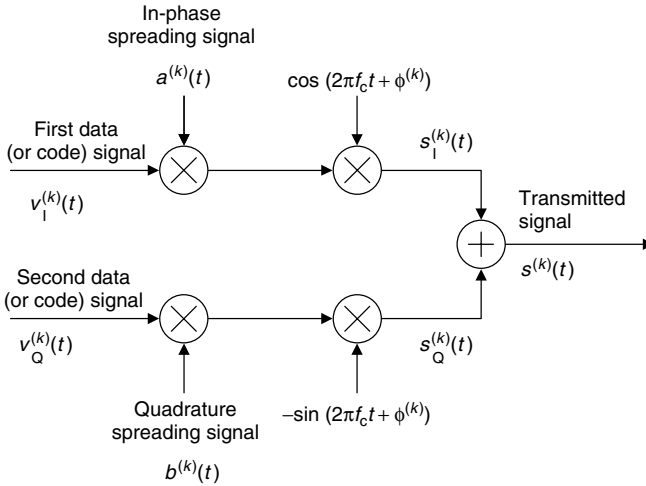 In-phase
spreading signal
a^(k)(t)
cos (2πf_c t + ϕ^(k))
First data
(or code) signal
v_I^(k)(t)
s_I^(k)(t)
Transmitted
signal
s^(k)(t)
Second data
(or code) signal
v_Q^(k)(t)
s_Q^(k)(t)
Quadrature
spreading signal
b^(k)(t)
−sin (2πf_c t + ϕ^(k))